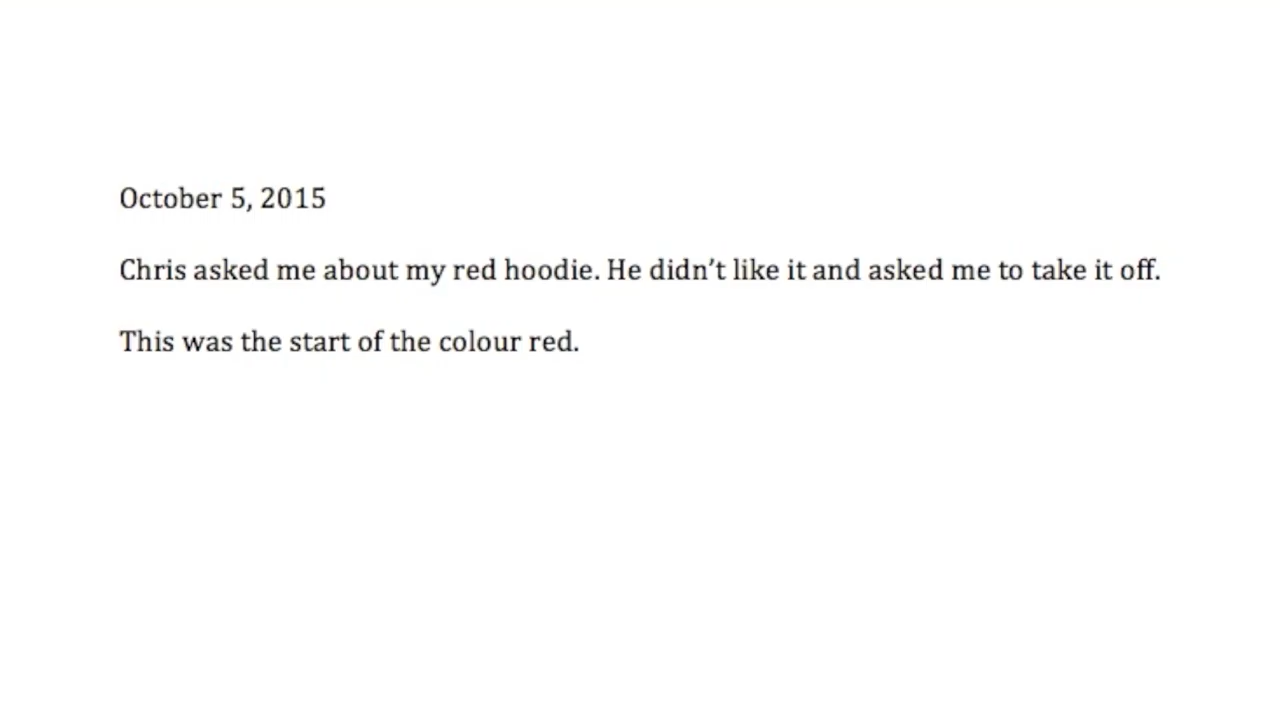 October 5, 2015
Chris asked me about my red hoodie. He didn’t like it and asked me to take it off.
This was the start of the colour red.